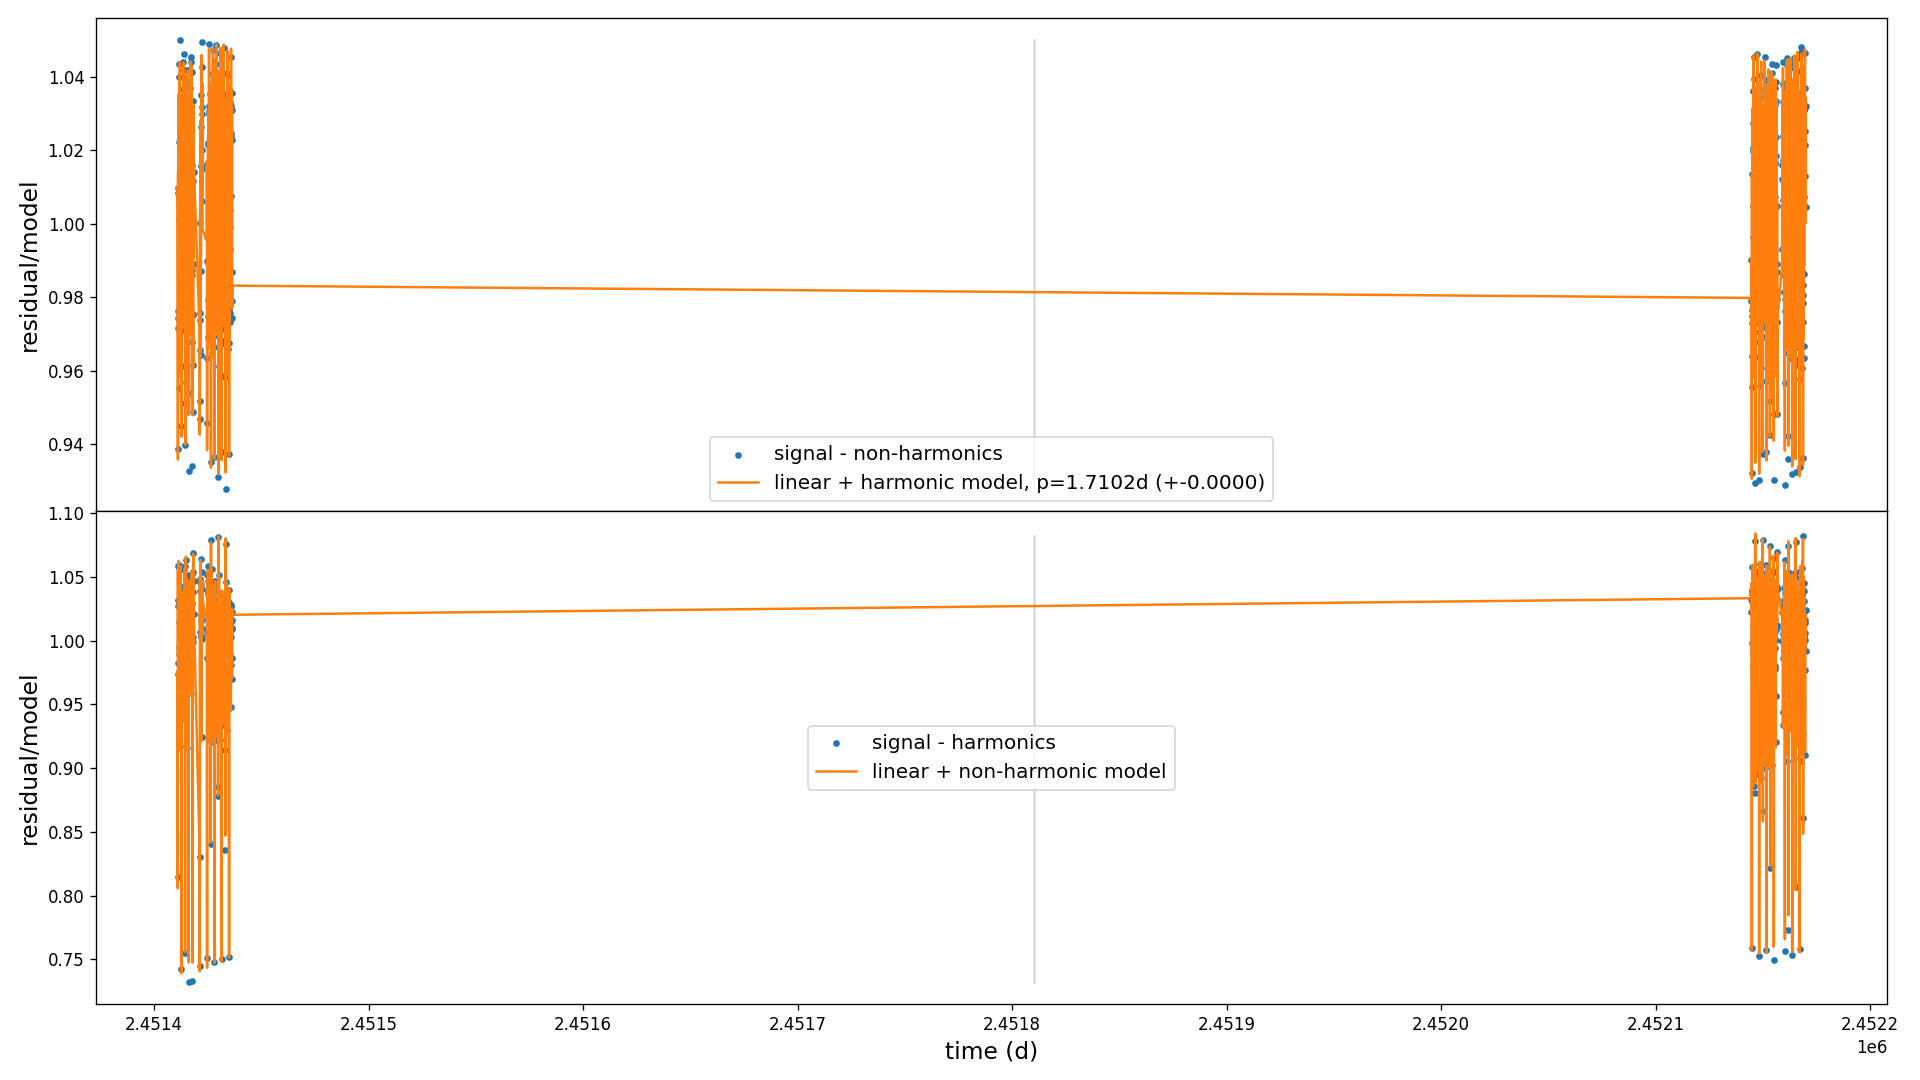 residual/model
1.04
1.02
1.00
0.98
0.96
0.94
signal - non-harmonics
linear + harmonic model, p=1.7102d (+-0.0000)
residual/model
1.10
1.05
1.00
0.95
0.90
0.85
0.80
0.75
signal - harmonics
linear + non-harmonic model
2.4514 2.4515 2.4516 2.4517 2.4518 2.4519 2.4520 2.4521 2.4522
1e6
time (d)